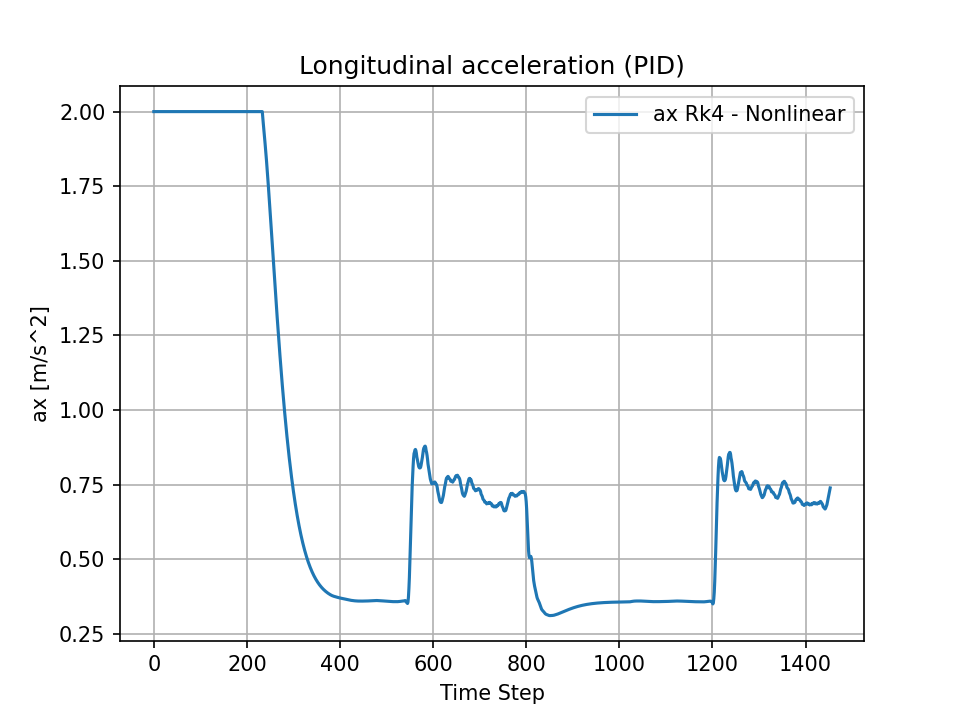 Longitudinal acceleration (PID)
ax Rk4 - Nonlinear
ax [m/s^2]
2.00
1.75
1.50
1.25
1.00
0.75
0.50
0.25
0 200 400 600 800 1000 1200 1400
Time Step